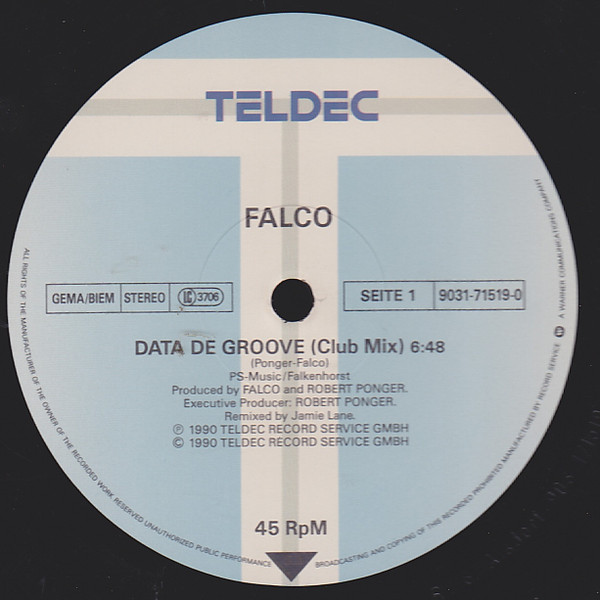 TELDEC
FALCO
GEMA/BIEM STEREO LC 3706
SEITE 1 9031-71519-0
DATA DE GROOVE (Club Mix) 6:48
(Ponger-Falco)
PS-Music/Falkenhorst
Produced by FALCO and ROBERT PONGER.
Executive Producer: ROBERT PONGER.
Remixed by Jamie Lane.
℗ 1990 TELDEC RECORD SERVICE GMBH
© 1990 TELDEC RECORD SERVICE GMBH
45 RpM
ALL RIGHTS OF THE MANUFACTURER OF THE OWNER OF THE RECORDED WORK RESERVED UNAUTHORIZED PUBLIC PERFORMANCE BROADCASTING AND COPYING OF THIS RECORDED PROHIBITED MANUFACTURED BY RECORD SERVICE A WARNER COMMUNICATIONS COMPANY